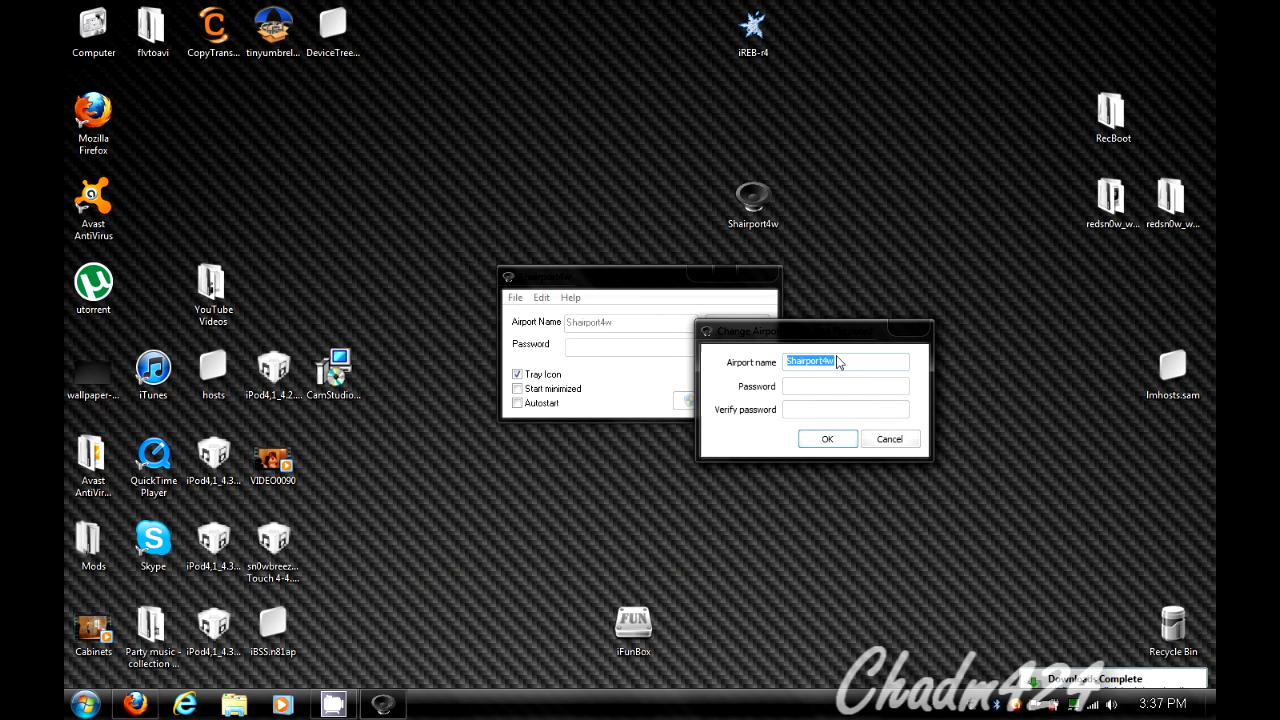 Computer
flvtoavi
CopyTrans...
tinyumbrel...
DeviceTree...
iREB-r4
Mozilla
Firefox
RecBoot
Avast
AntiVirus
Shairport4w
redsn0w_w...
redsn0w_w...
utorrent
YouTube
Videos
Shairport4w
File Edit Help
Airport Name Shairport4w
Password
Tray Icon
Start minimized
Autostart
Airport name Shairport4w
Password
Verify password
OK Cancel
wallpaper-...
iTunes
hosts
iPod4,1_4.2...
CamStudio...
lmhosts.sam
Avast
AntiVir...
QuickTime
Player
iPod4,1_4.3...
VIDEO0090
Mods
Skype
iPod4,1_4.3...
sn0wbreez...
Touch 4-4....
Cabinets
Party music -
collection ...
iPod4,1_4.3...
iBSS.n81ap
FUN
iFunBox
Recycle Bin
Downloads Complete
Chadm424
3:37 PM